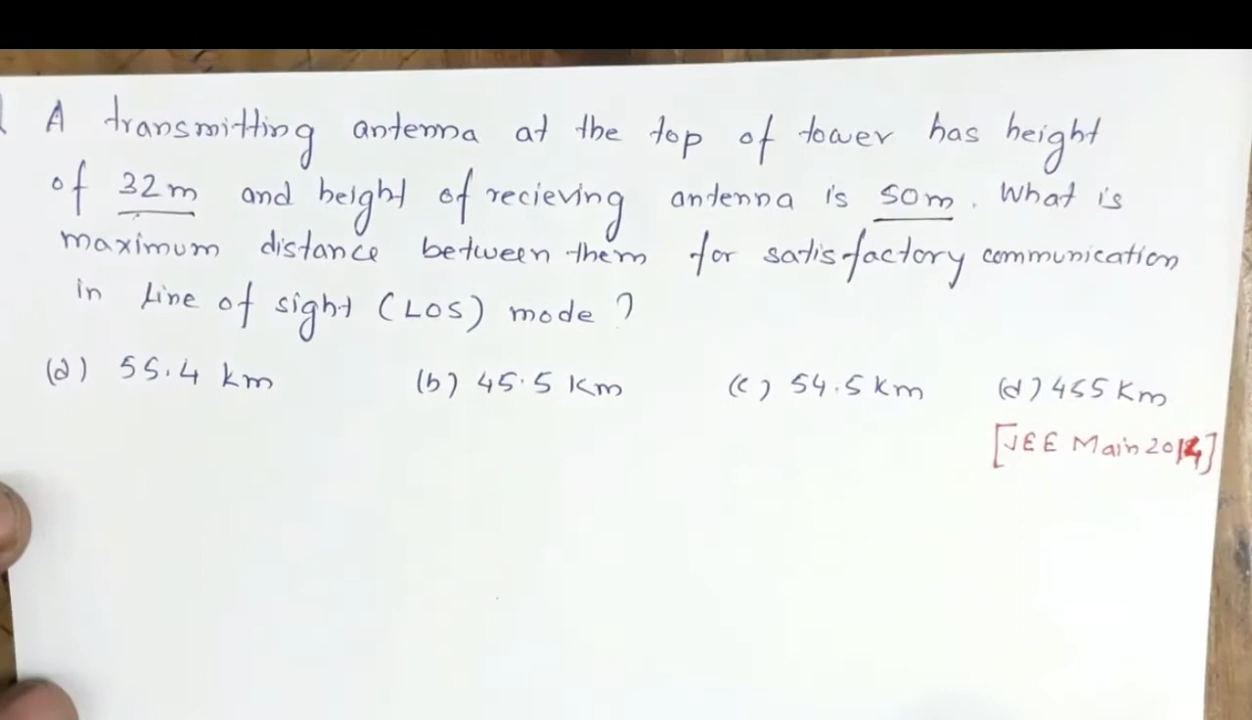 A transmitting antenna at the top of tower has height
of 32m and height of recieving antenna is 50m. What is
maximum distance between them for satisfactory communication
in Line of sight (LOS) mode ?
(a) 55.4 km (b) 45.5 Km (c) 54.5 km (d) 455 Km
[JEE Main 2014]